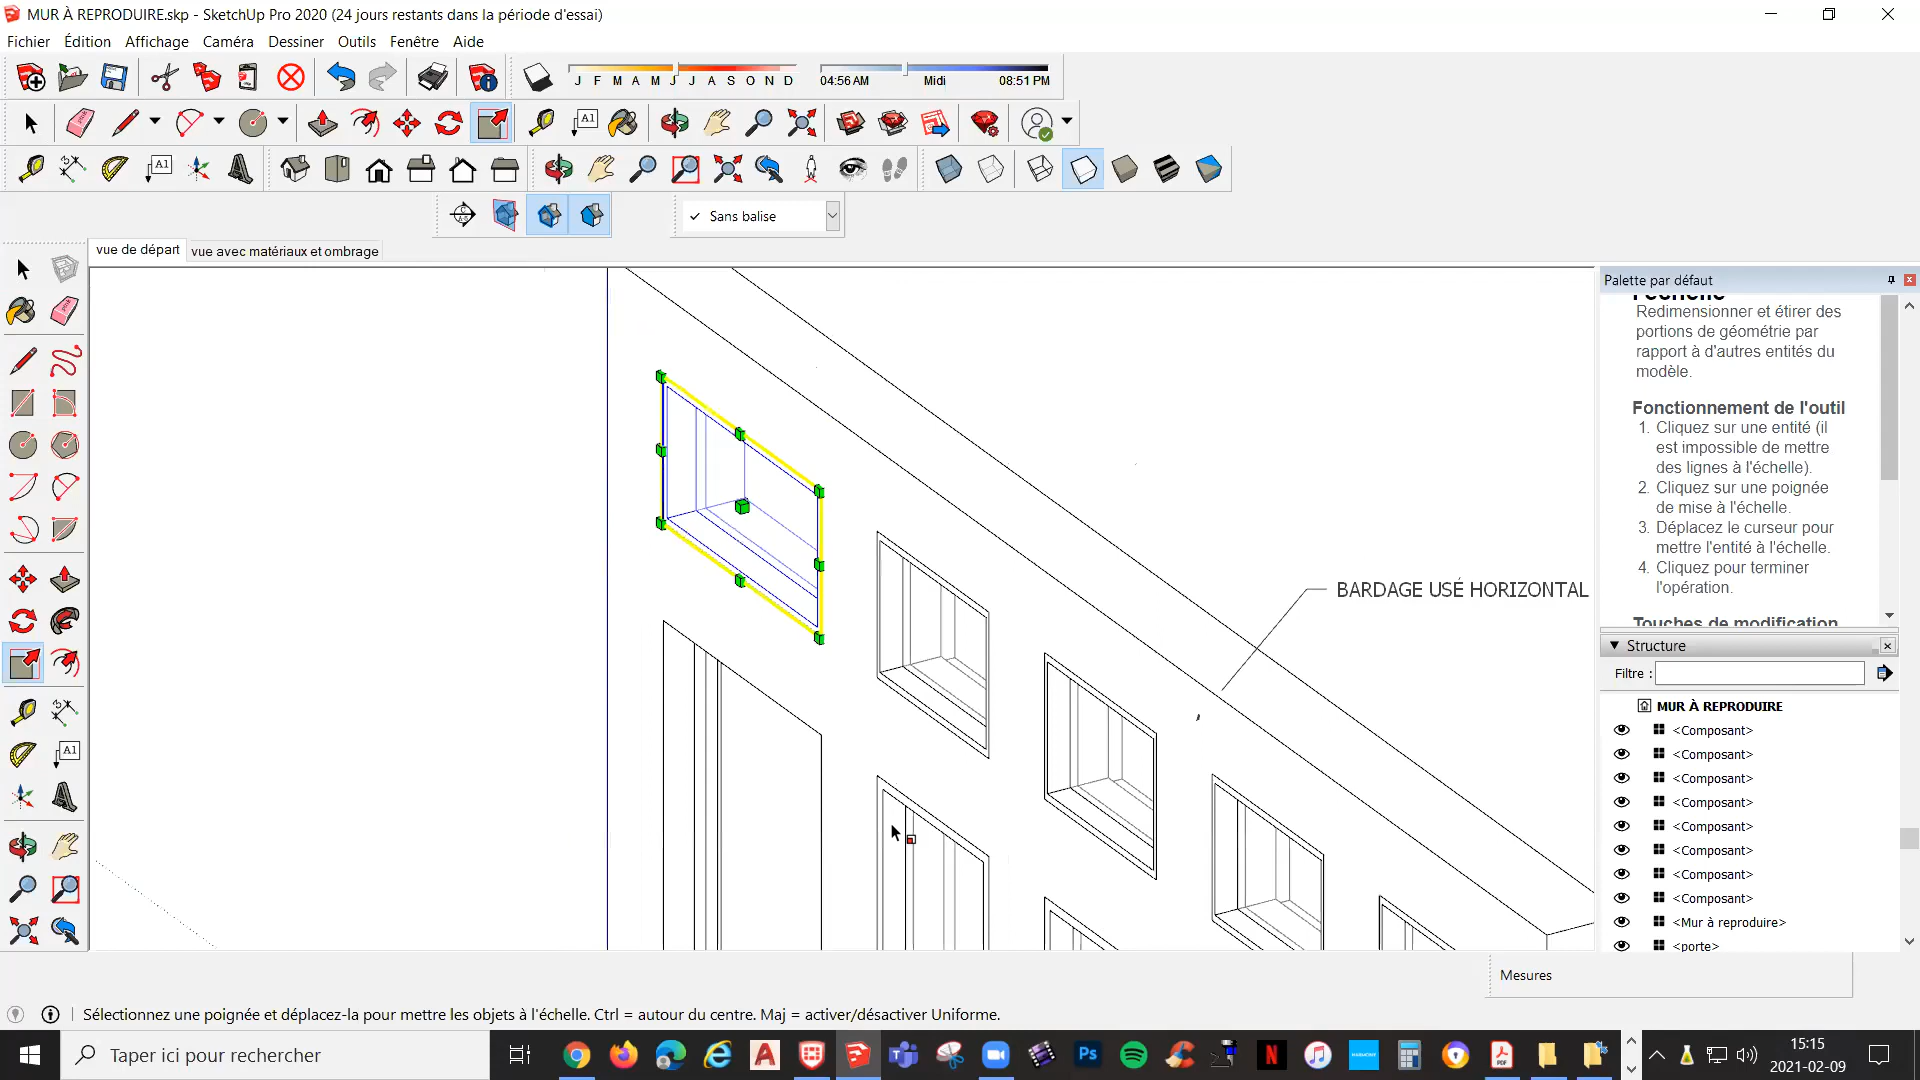 MUR À REPRODUIRE.skp - SketchUp Pro 2020 (24 jours restants dans la période d'essai)
Fichier Édition Affichage Caméra Dessiner Outils Fenêtre Aide
J F M A M J J A S O N D
04:56 AM Midi 08:51 PM
A1
A1
Sans balise
vue de départ
vue avec matériaux et ombrage
Palette par défaut
Redimensionner et étirer des
portions de géométrie par
rapport à d'autres entités du
modèle.
Fonctionnement de l'outil
1. Cliquez sur une entité (il
est impossible de mettre
des lignes à l'échelle).
2. Cliquez sur une poignée
de mise à l'échelle.
3. Déplacez le curseur pour
mettre l'entité à l'échelle.
4. Cliquez pour terminer
l'opération.
Touches de modification
BARDAGE USÉ HORIZONTAL
Structure
Filtre :
MUR À REPRODUIRE
<Composant>
<Composant>
<Composant>
<Composant>
<Composant>
<Composant>
<Composant>
<Composant>
<Mur à reproduire>
<porte>
A1
Mesures
Sélectionnez une poignée et déplacez-la pour mettre les objets à l'échelle. Ctrl = autour du centre. Maj = activer/désactiver Uniforme.
Taper ici pour rechercher
15:15
2021-02-09